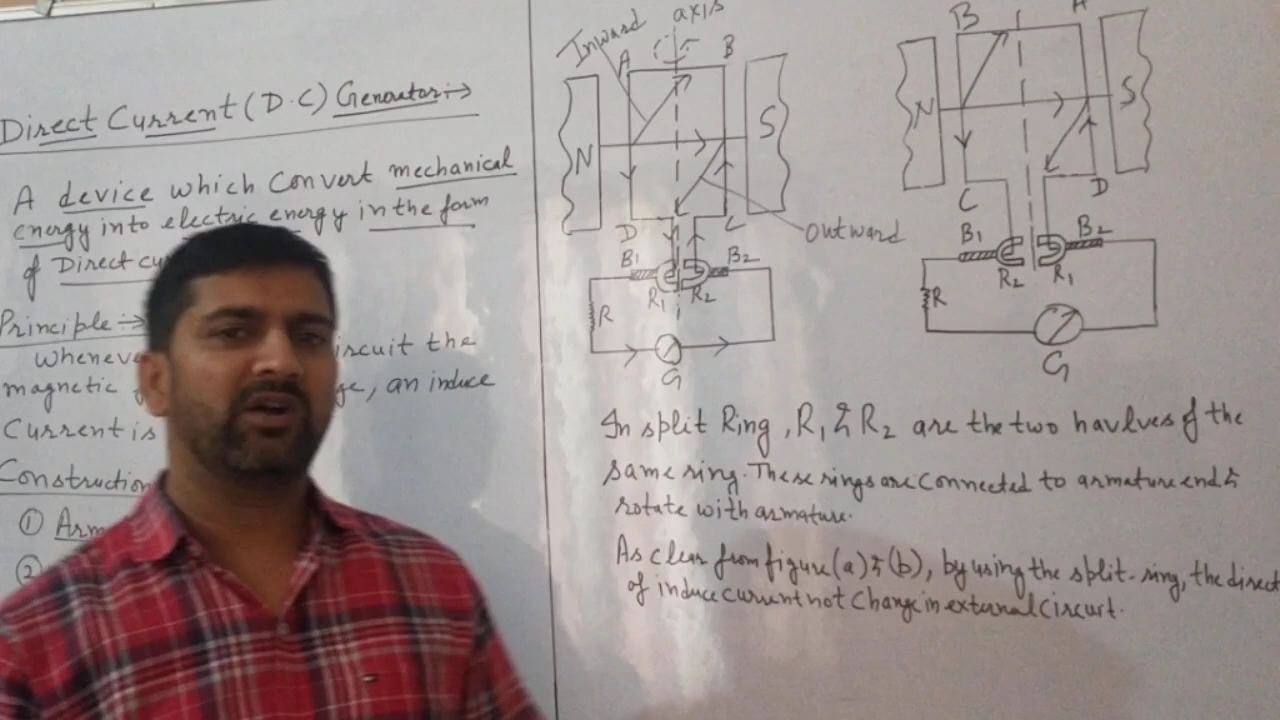 Direct Current (D.C) Generator:->
A device which Convert mechanical
energy into electric energy in the form
of Direct
Principle:->
ircuit the
magnetic , an induce
Current is
Construction
①
②
Inward axis
A B
N S
D C
outward
B1 B2
R1 R2
R
G
B A
N S
C D
B1 B2
R2 R1
R
G
In split Ring, R1 & R2 are the two havlves of the
same ring. These rings are Connected to armature end &
rotate with armature.
As clear from figure (a) & (b), by using the split-ring, the direct
of induce current not Change in external Circuit.